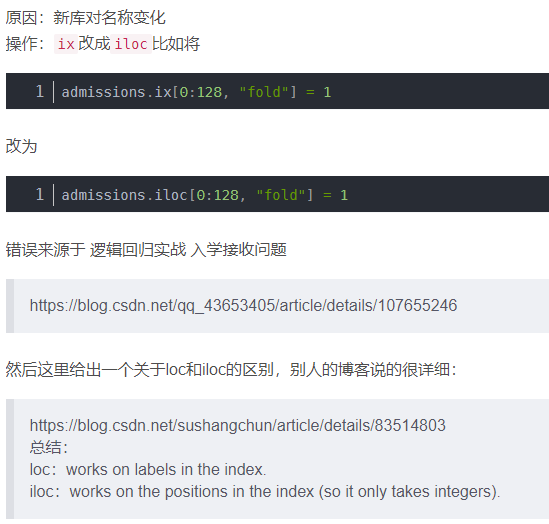 原因：新库对名称变化
操作：ix改成iloc比如将
1 admissions.ix[0:128, "fold"] = 1
改为
1 admissions.iloc[0:128, "fold"] = 1
错误来源于 逻辑回归实战 入学接收问题
https://blog.csdn.net/qq_43653405/article/details/107655246
然后这里给出一个关于loc和iloc的区别，别人的博客说的很详细：
https://blog.csdn.net/sushangchun/article/details/83514803
总结：
loc：works on labels in the index.
iloc：works on the positions in the index (so it only takes integers).